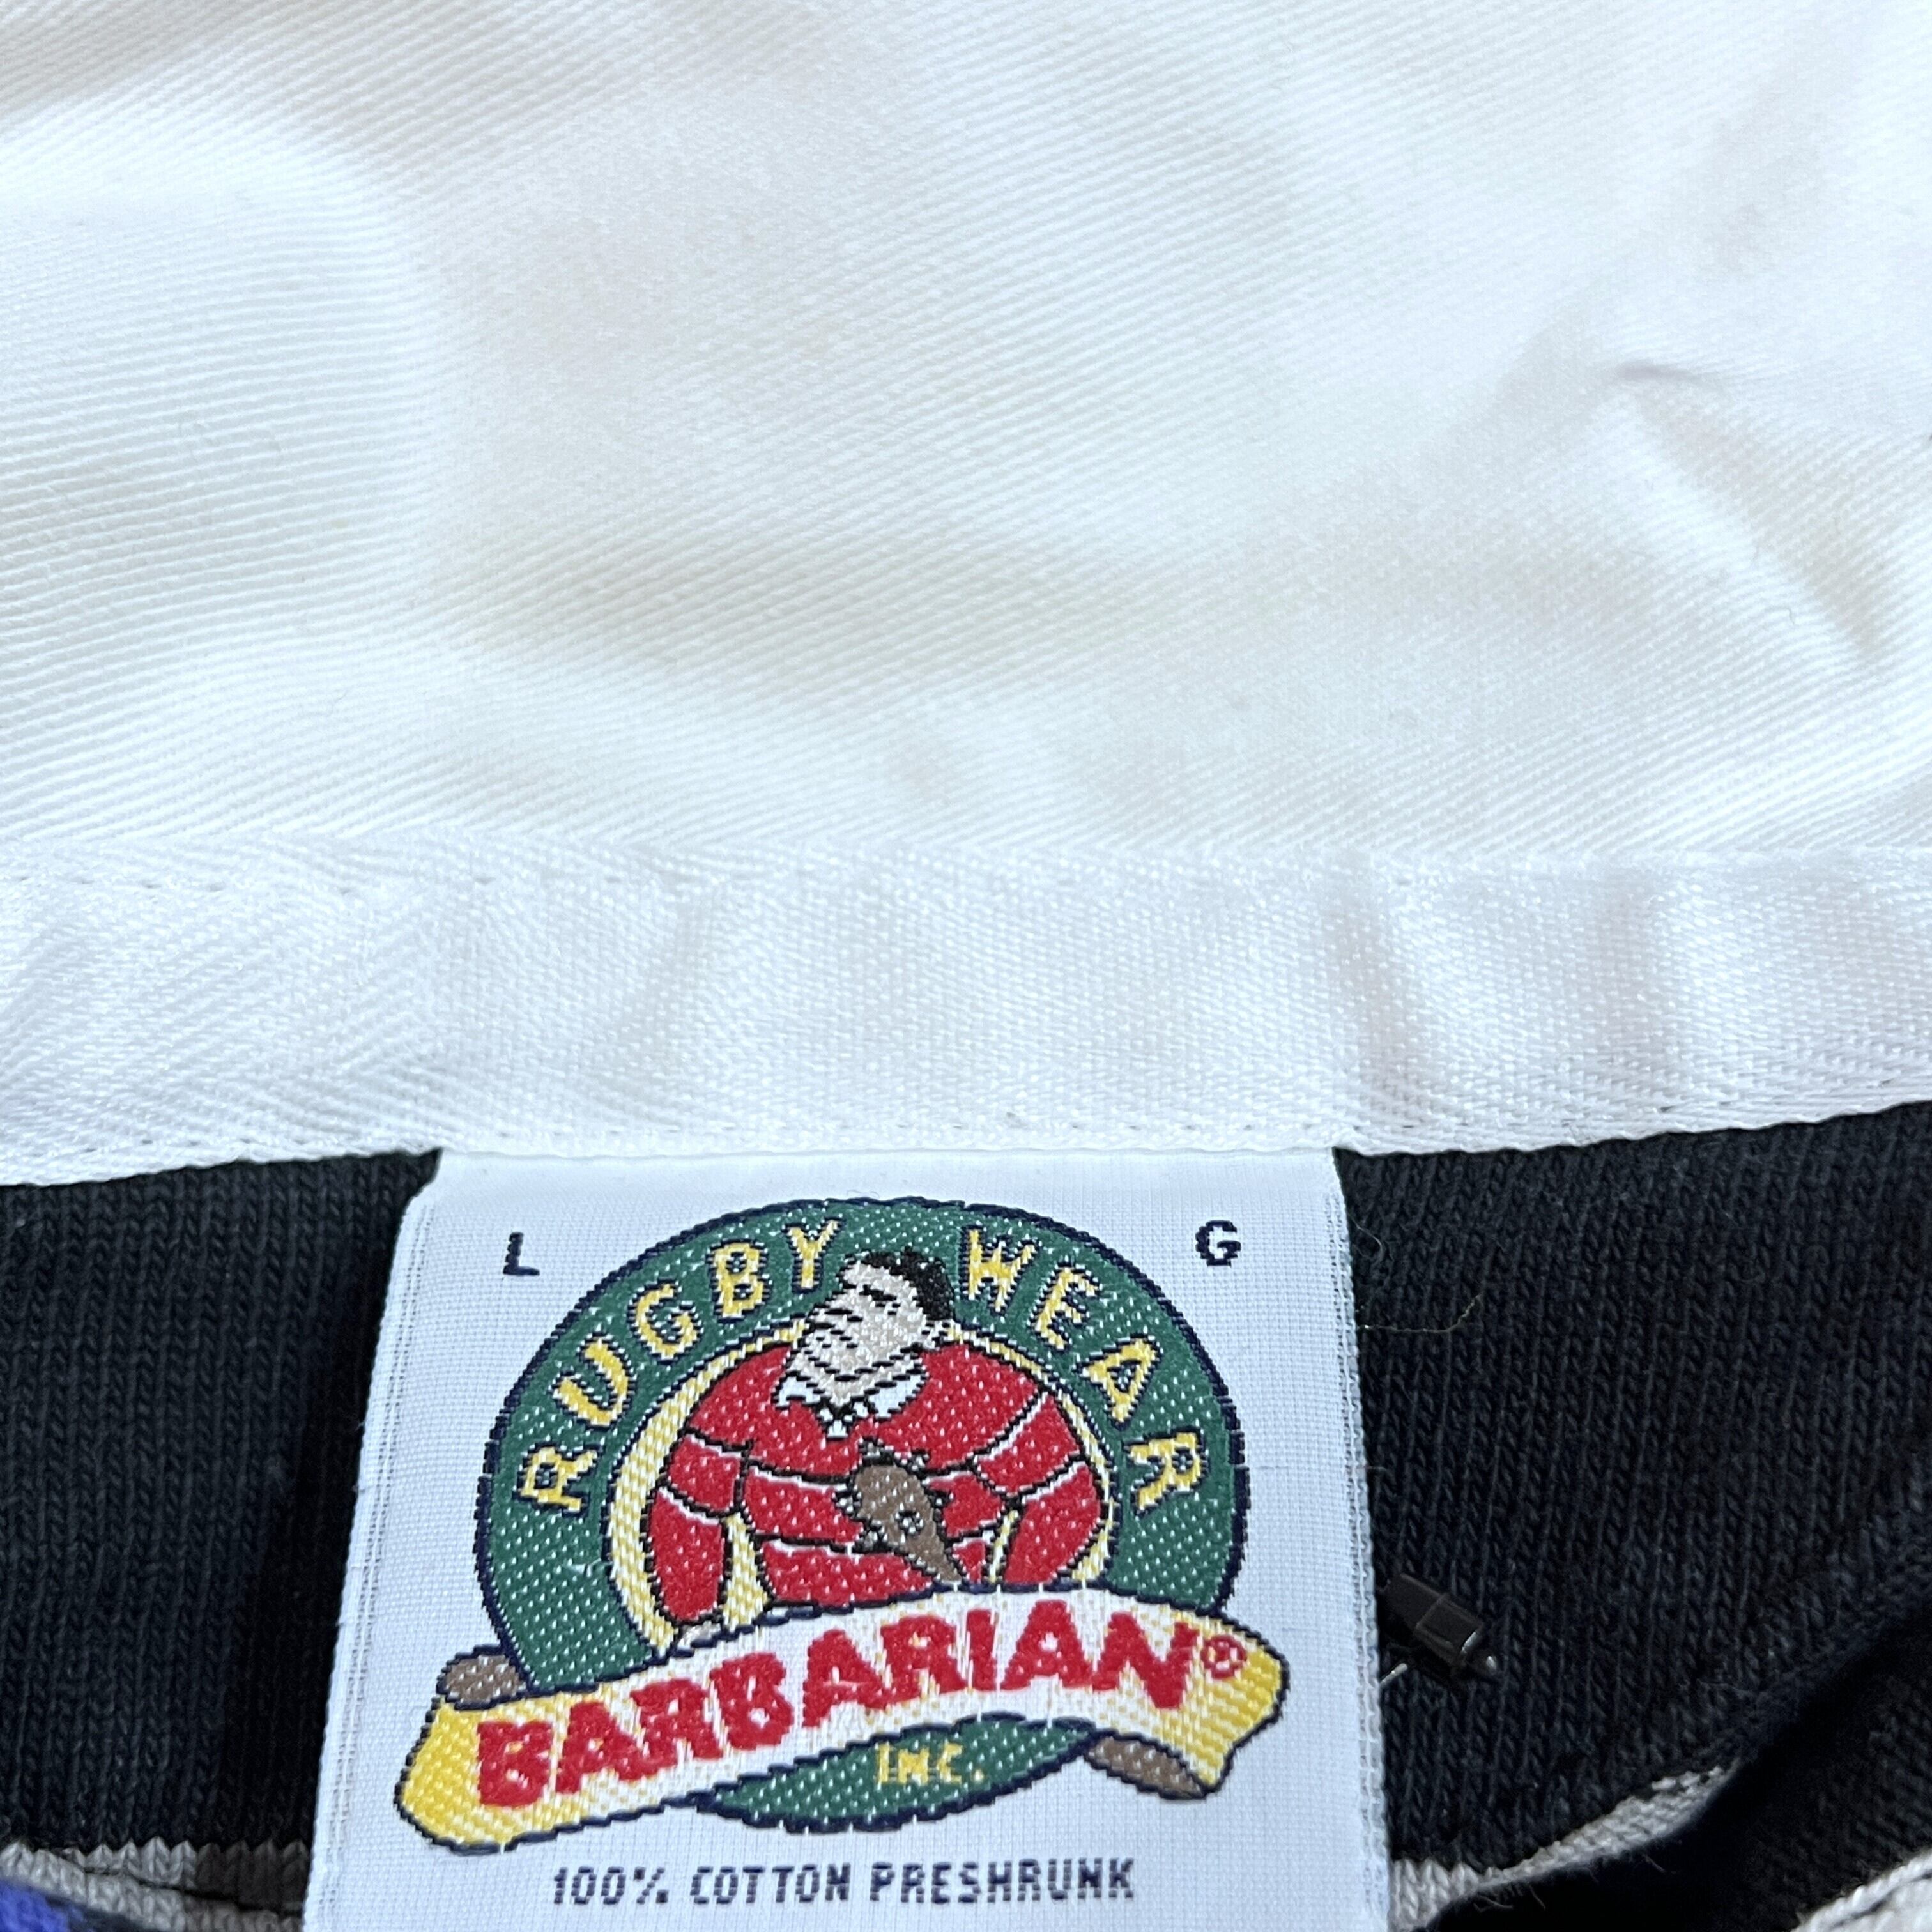 L G
RUGBY WEAR
BARBARIAN®
INC.
100% COTTON PRESHRUNK